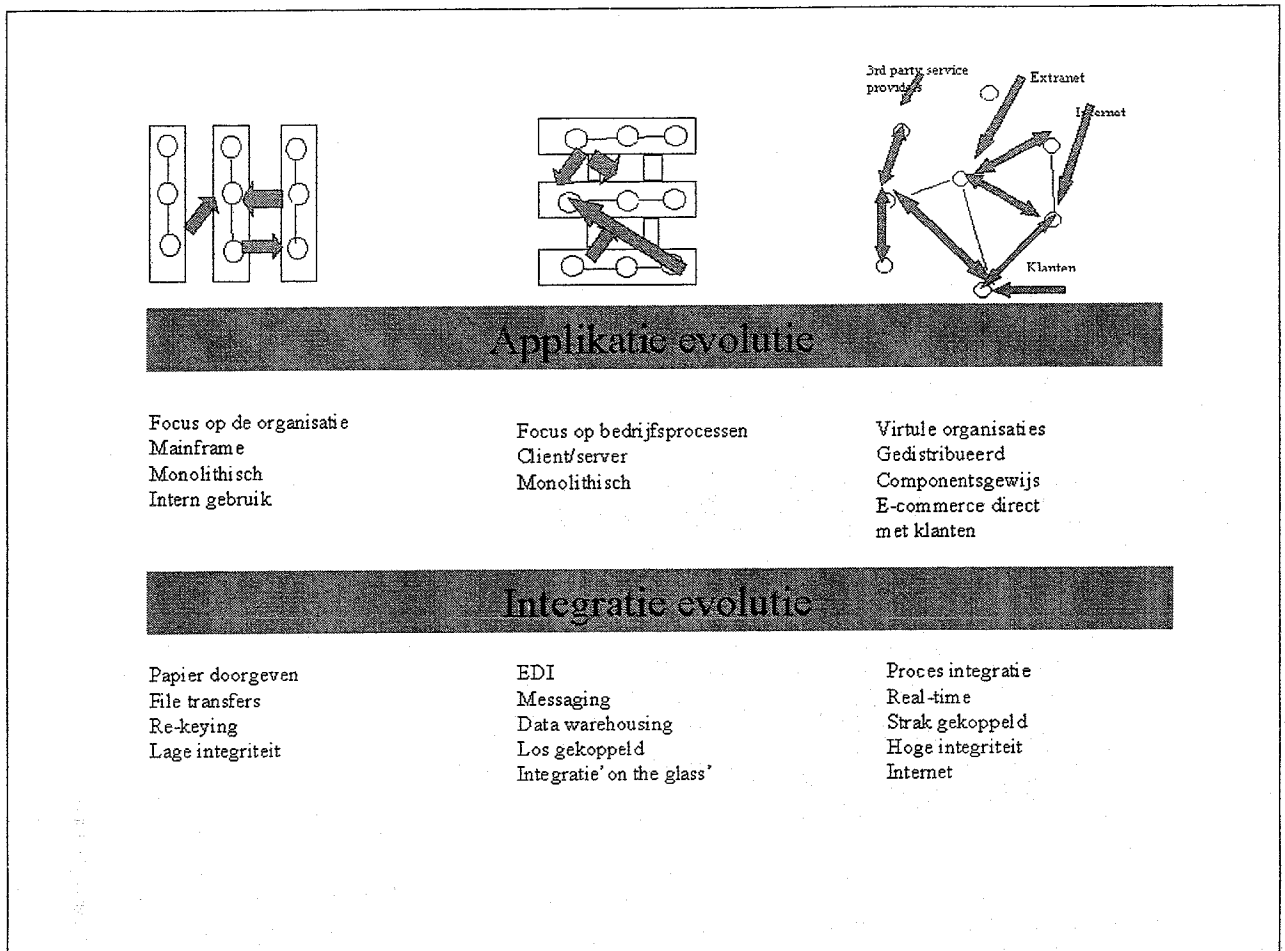 3rd party service
providers
Extranet
Internet
Klanten
Applikatie evolutie
Focus op de organisatie
Mainframe
Monolithisch
Intern gebruik
Focus op bedrijfsprocessen
Client/server
Monolithisch
Virtule organisaties
Gedistribueerd
Componentsgewijs
E-commerce direct
met klanten
Integratie evolutie
Papier doorgeven
File transfers
Re-keying
Lage integriteit
EDI
Messaging
Data warehousing
Los gekoppeld
Integratie' on the glass'
Proces integratie
Real-time
Strak gekoppeld
Hoge integriteit
Internet